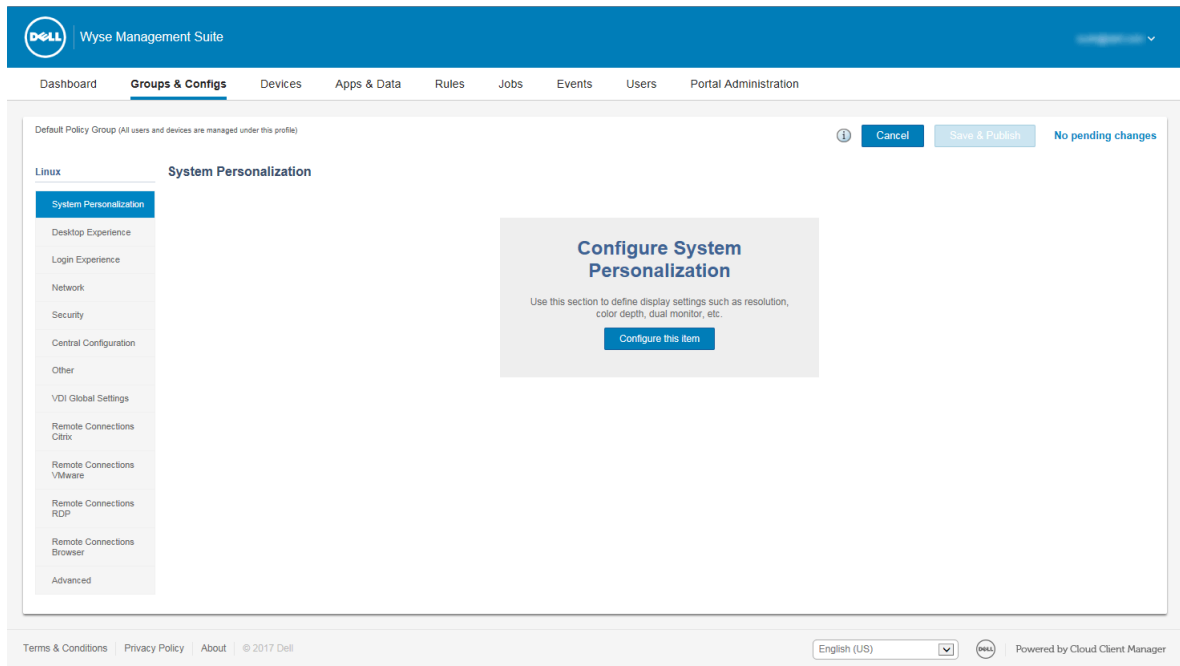 DELL
Wyse Management Suite
Dashboard
Groups & Configs
Devices
Apps & Data
Rules
Jobs
Events
Users
Portal Administration
Default Policy Group (All users and devices are managed under this profile)
i
Cancel
Save & Publish
No pending changes
Linux
System Personalization
Desktop Experience
Login Experience
Network
Security
Central Configuration
Other
VDI Global Settings
Remote Connections
Citrix
Remote Connections
VMware
Remote Connections
RDP
Remote Connections
Browser
Advanced
System Personalization
Configure System
Personalization
Use this section to define display settings such as resolution,
color depth, dual monitor, etc.
Configure this item
Terms & Conditions
Privacy Policy
About
© 2017 Dell
English (US)
DELL
Powered by Cloud Client Manager